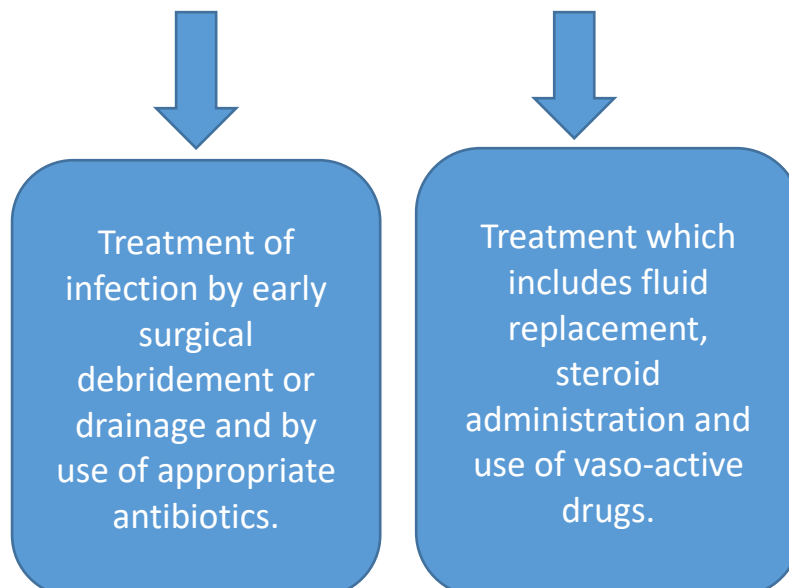 Treatment of
infection by early
surgical
debridement or
drainage and by
use of appropriate
antibiotics.
Treatment which
includes fluid
replacement,
steroid
administration and
use of vaso-active
drugs.